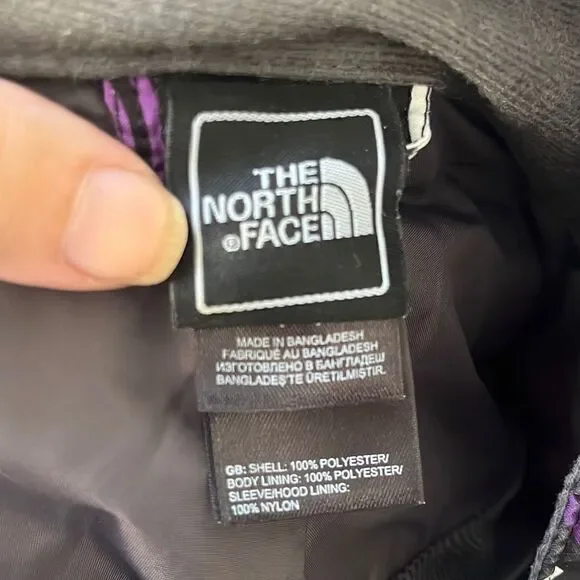 THE
NORTH
®FACE
MADE IN BANGLADESH
FABRIQUÉ AU BANGLADESH
ИЗГОТОВЛЕНО В БАНГЛАДЕШ
BANGLADEŞ'TE ÜRETİLMİŞTİR.
GB: SHELL: 100% POLYESTER/
BODY LINING: 100% POLYESTER/
SLEEVE/HOOD LINING:
100% NYLON